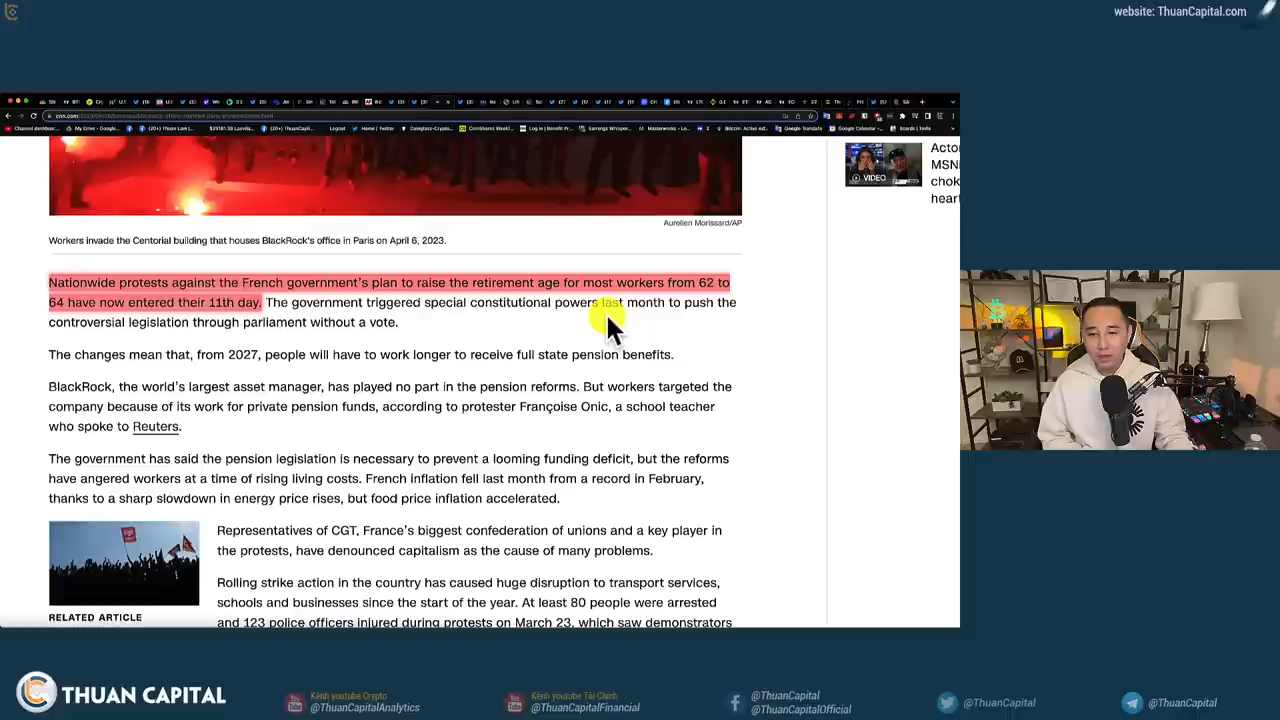 website: ThuanCapital.com
Aurelien Morissard/AP
Workers invade the Centorial building that houses BlackRock's office in Paris on April 6, 2023.
Nationwide protests against the French government's plan to raise the retirement age for most workers from 62 to
64 have now entered their 11th day. The government triggered special constitutional powers last month to push the
controversial legislation through parliament without a vote.
The changes mean that, from 2027, people will have to work longer to receive full state pension benefits.
BlackRock, the world's largest asset manager, has played no part in the pension reforms. But workers targeted the
company because of its work for private pension funds, according to protester Françoise Onic, a school teacher
who spoke to Reuters.
The government has said the pension legislation is necessary to prevent a looming funding deficit, but the reforms
have angered workers at a time of rising living costs. French inflation fell last month from a record in February,
thanks to a sharp slowdown in energy price rises, but food price inflation accelerated.
Representatives of CGT, France's biggest confederation of unions and a key player in
the protests, have denounced capitalism as the cause of many problems.
Rolling strike action in the country has caused huge disruption to transport services,
schools and businesses since the start of the year. At least 80 people were arrested
and 123 police officers injured during protests on March 23, which saw demonstrators
RELATED ARTICLE
VIDEO
Acto
MSN
chok
hear
THUAN CAPITAL
Kênh youtube Crypto
@ThuanCapitalAnalytics
Kênh youtube Tài Chính
@ThuanCapitalFinancial
@ThuanCapital
@ThuanCapitalOfficial
@ThuanCapital
@ThuanCapital